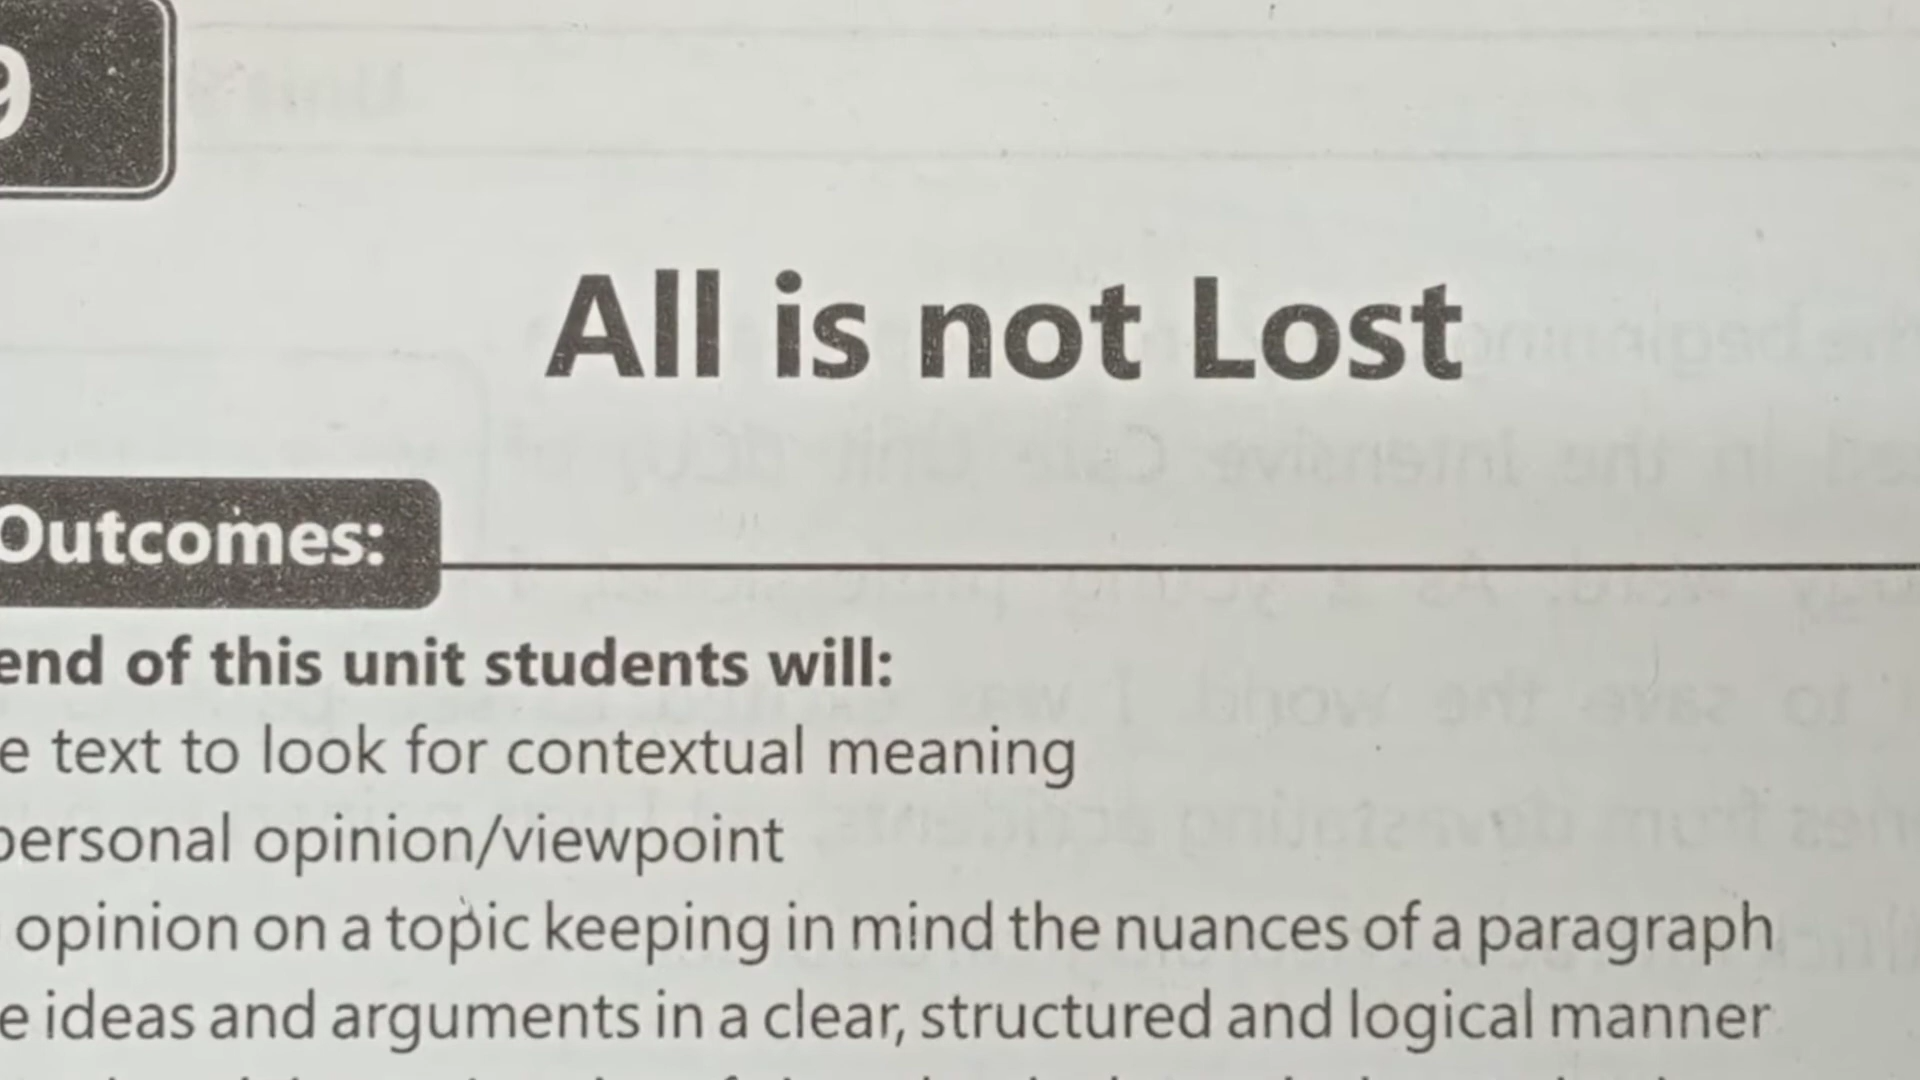 9
All is not Lost
Outcomes:
end of this unit students will:
e text to look for contextual meaning
personal opinion/viewpoint
opinion on a topic keeping in mind the nuances of a paragraph
e ideas and arguments in a clear, structured and logical manner